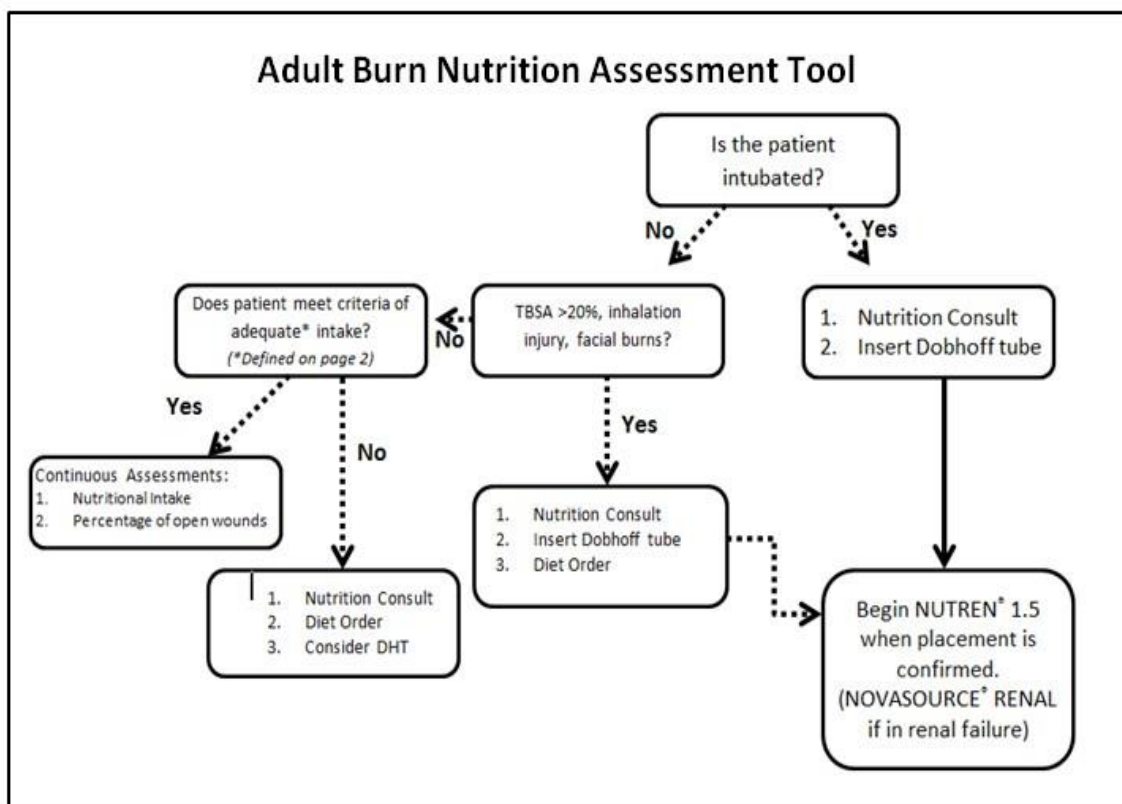 Adult Burn Nutrition Assessment Tool
Is the patient
intubated?
No
Yes
Does patient meet criteria of
adequate* intake?
(*Defined on page 2)
No
TBSA >20%, inhalation
injury, facial burns?
1. Nutrition Consult
2. Insert Dobhoff tube
Yes
No
Yes
Continuous Assessments:
1. Nutritional Intake
2. Percentage of open wounds
1. Nutrition Consult
2. Diet Order
3. Consider DHT
1. Nutrition Consult
2. Insert Dobhoff tube
3. Diet Order
Begin NUTREN® 1.5
when placement is
confirmed.
(NOVASOURCE® RENAL
if in renal failure)